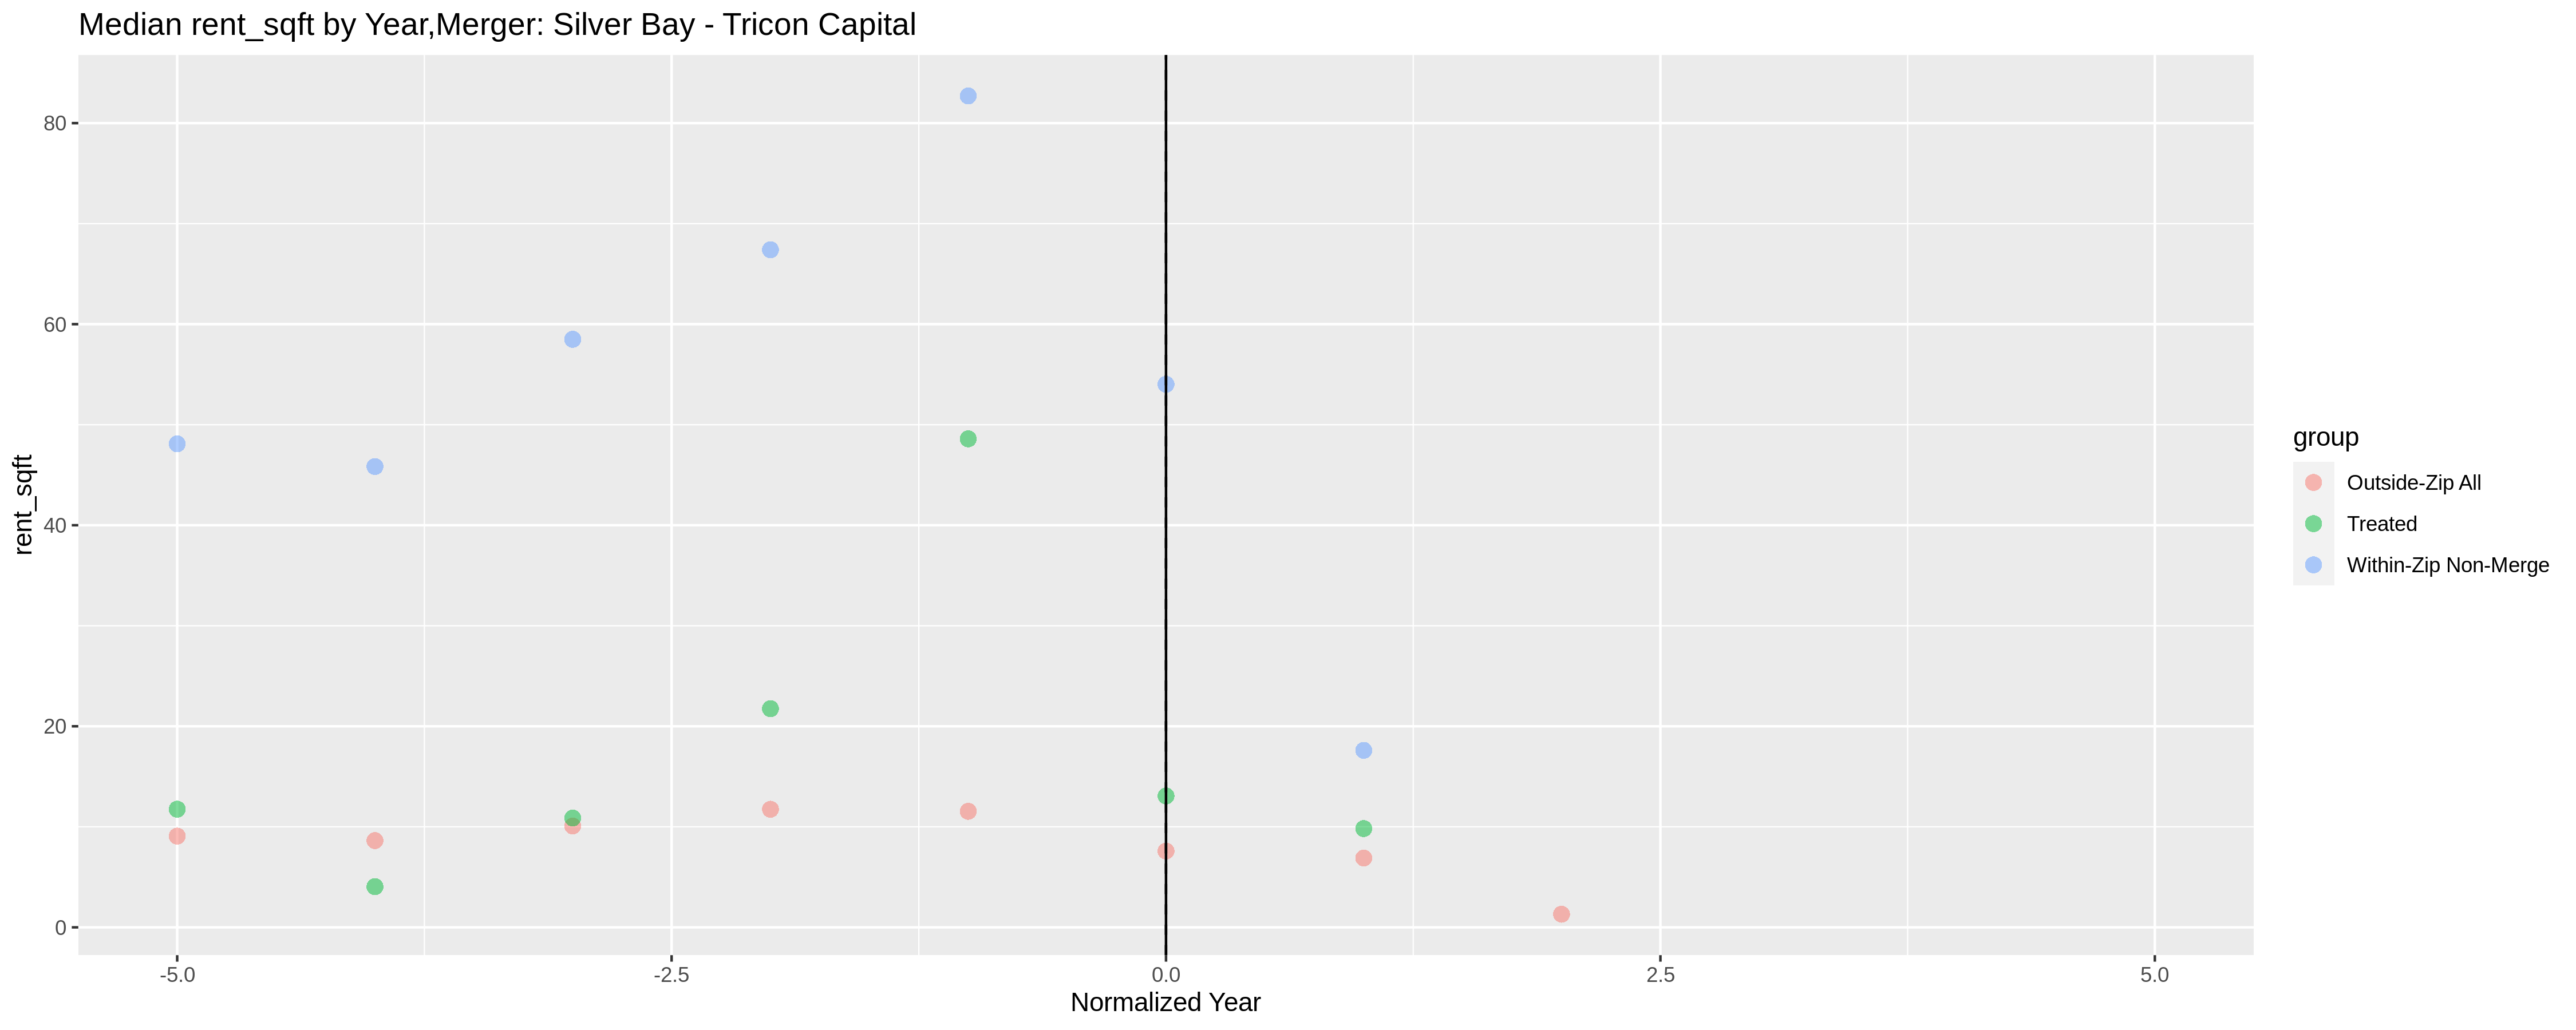 Median rent_sqft by Year,Merger: Silver Bay - Tricon Capital
80
60
40
20
0
rent_sqft
-5.0
-2.5
0.0
2.5
5.0
Normalized Year
group
Outside-Zip All
Treated
Within-Zip Non-Merge